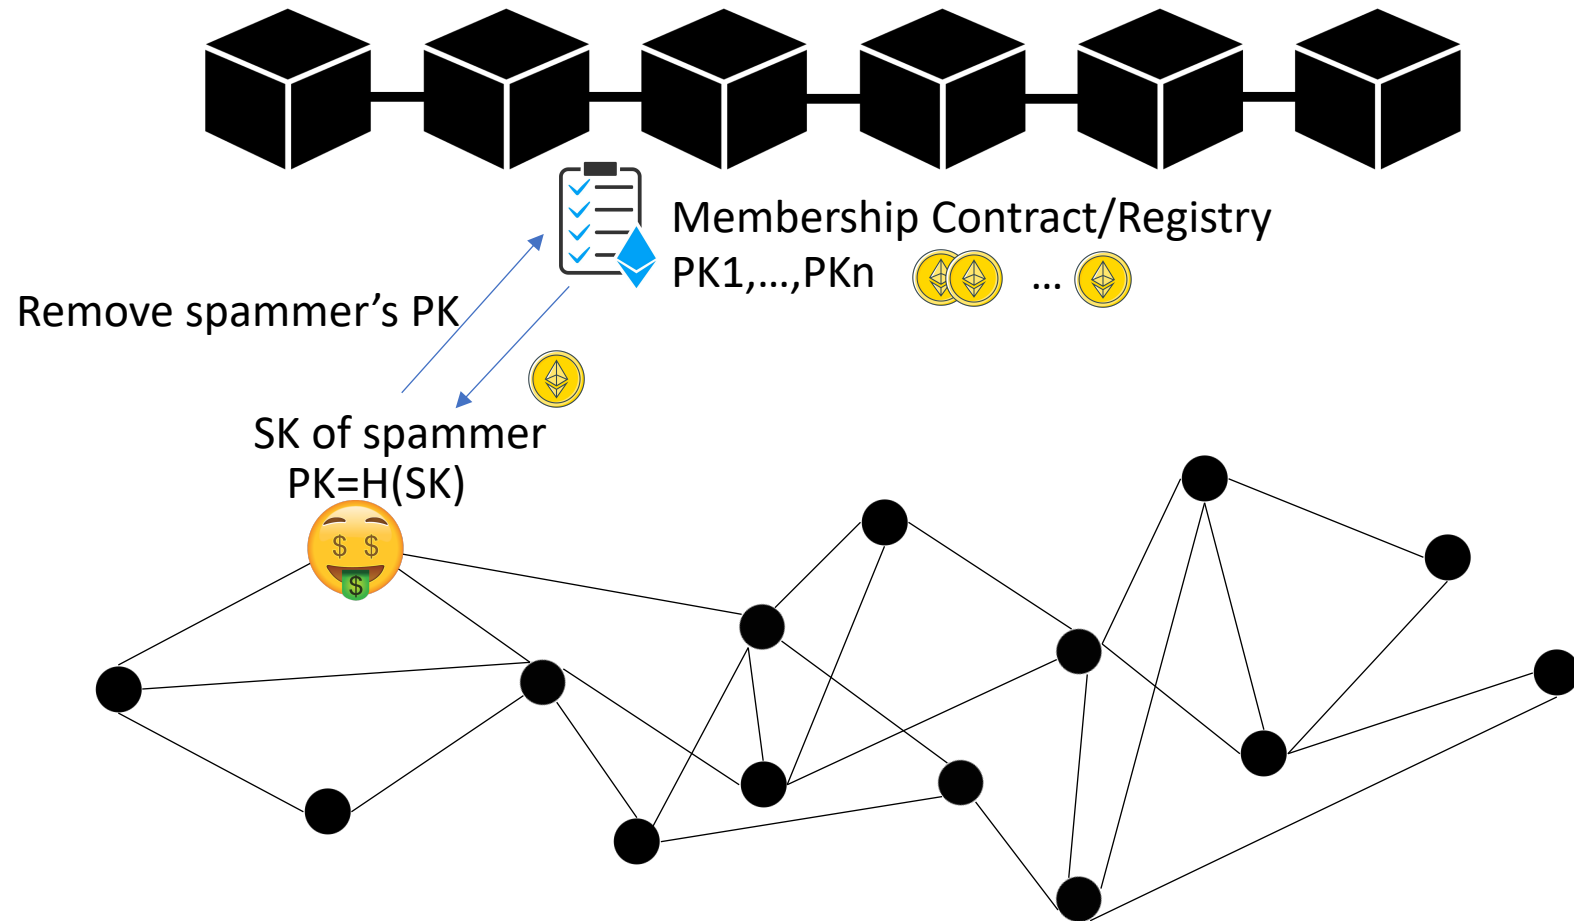 Membership Contract/Registry
PK1,...,PKn ...
Remove spammer’s PK
SK of spammer
PK=H(SK)
$ $
$